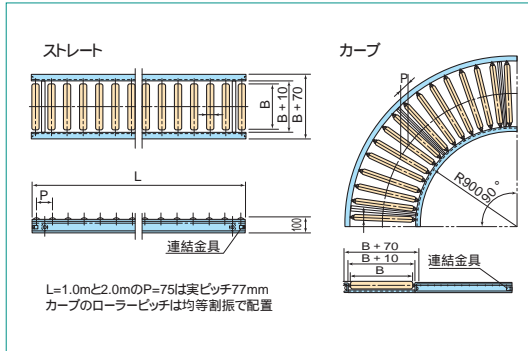 ストレート
B
B + 10
B + 70
L
P
100
連結金具
L=1.0mと2.0mのP=75は実ピッチ77mm
カーブのローラーピッチは均等割振で配置
カーブ
P
R900
90°
B + 70
B + 10
B
連結金具